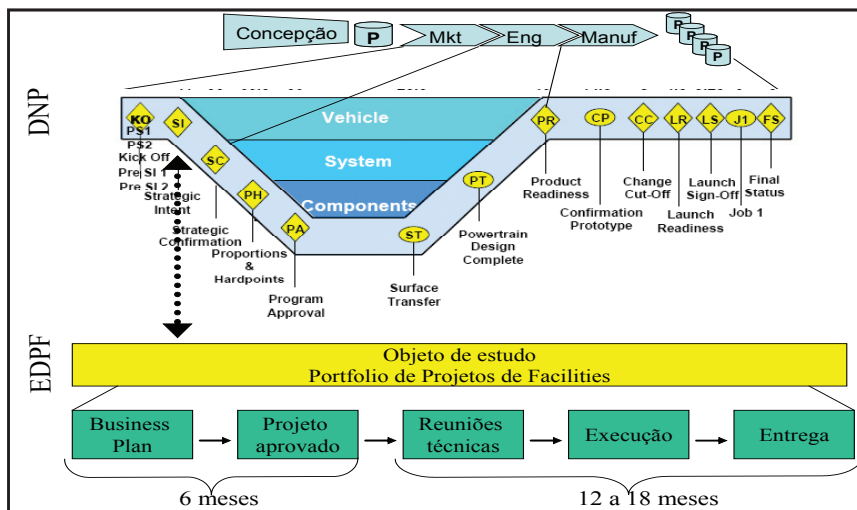 Concepção
P
Mkt
Eng
Manuf
P
P
P
P
DNP
Vehicle
System
Components
KO
SI
SC
PH
PA
ST
PT
PR
CP
CC
LR
LS
J1
FS
PS1
PS2
Kick Off
Pre SI 1
Pre SI 2
Strategic
Intent
Strategic
Confirmation
Proportions
&
Hardpoints
Program
Approval
Surface
Transfer
Powertrain
Design
Complete
Product
Readiness
Confirmation
Prototype
Change
Cut-Off
Launch
Readiness
Launch
Sign-Off
Job 1
Final
Status
EDPF
Objeto de estudo
Portfolio de Projetos de Facilities
Business
Plan
Projeto
aprovado
Reuniões
técnicas
Execução
Entrega
6 meses
12 a 18 meses